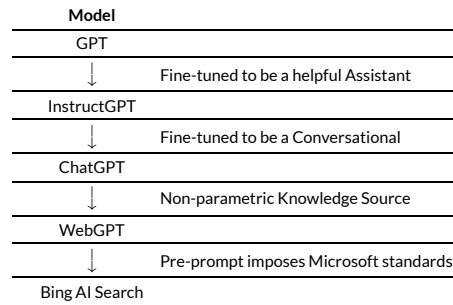 Model
GPT
↓ Fine-tuned to be a helpful Assistant
InstructGPT
↓ Fine-tuned to be a Conversational
ChatGPT
↓ Non-parametric Knowledge Source
WebGPT
↓ Pre-prompt imposes Microsoft standards
Bing AI Search